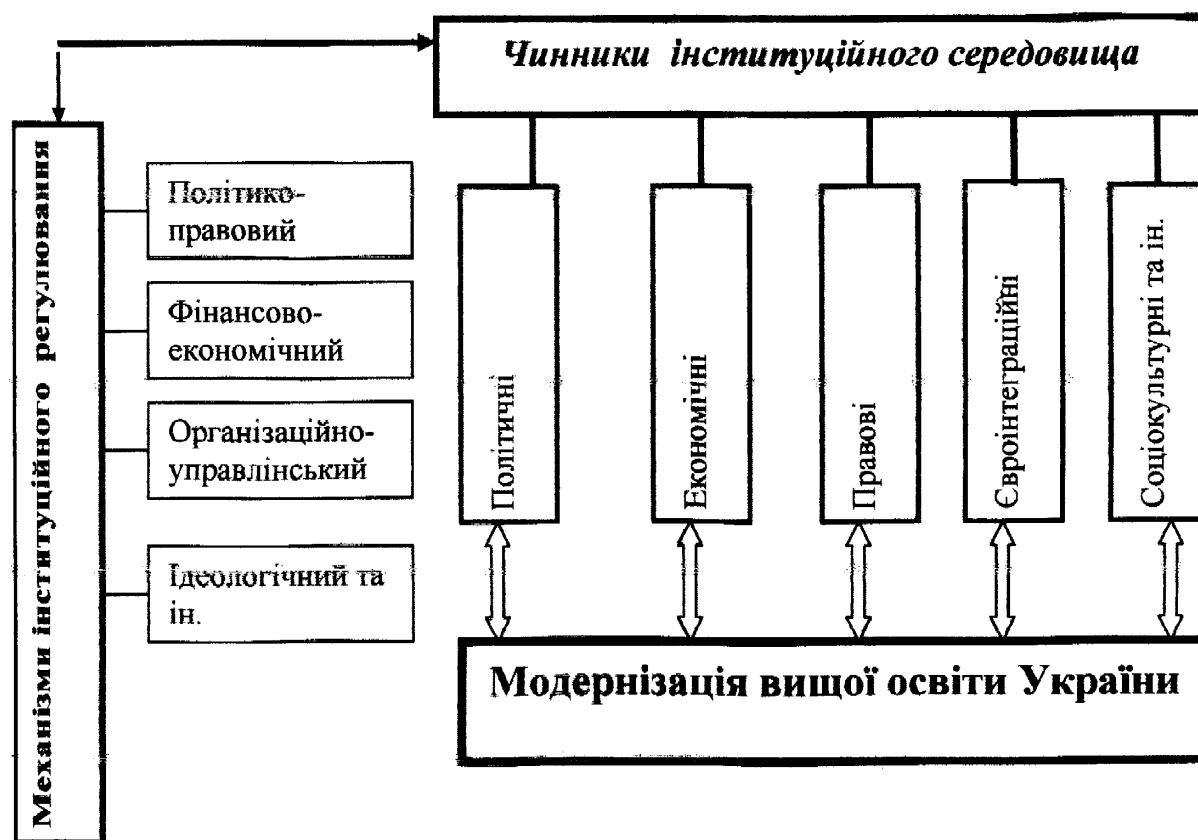 Чинники інституційного середовища
Механізми інституційного регулювання
Політико-
правовий
Фінансово-
економічний
Організаційно-
управлінський
Ідеологічний та
ін.
Політичні
Економічні
Правові
Євроінтеграційні
Соціокультурні та ін.
Модернізація вищої освіти України